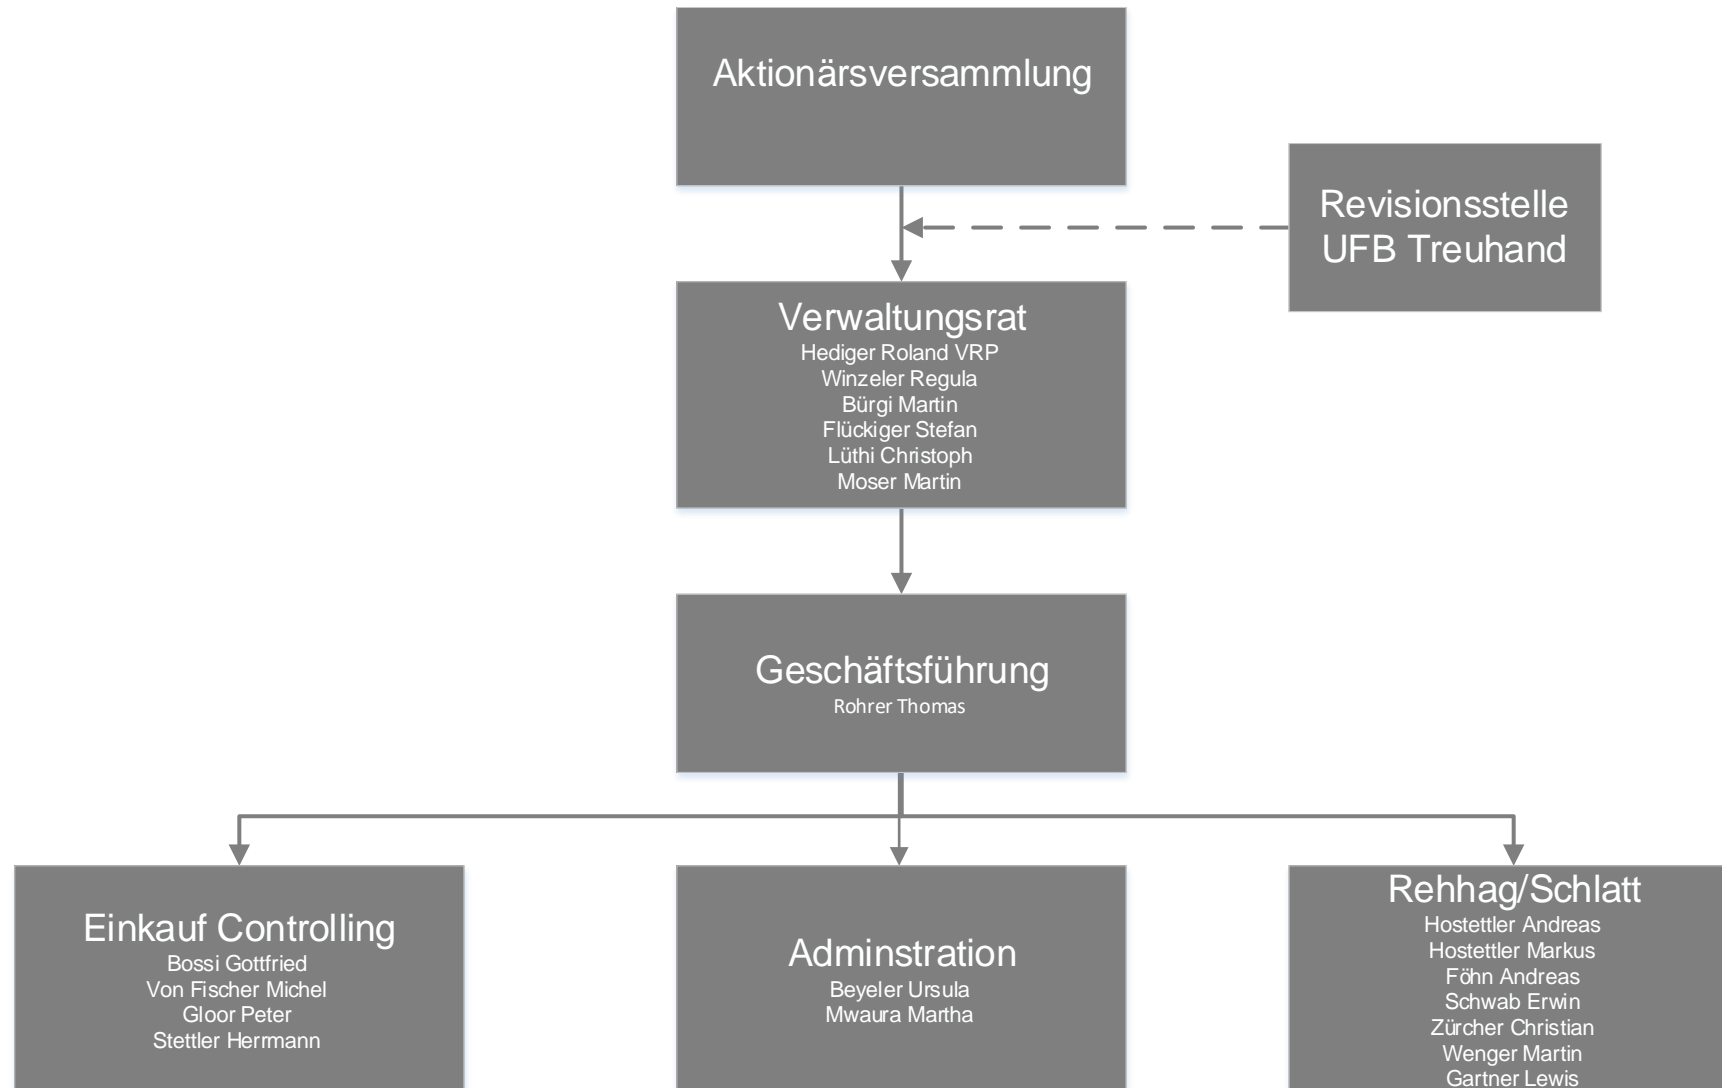 Aktionärsversammlung
Revisionsstelle
UFB Treuhand
Verwaltungsrat
Hediger Roland VRP
Winzeler Regula
Bürgi Martin
Flückiger Stefan
Lüthi Christoph
Moser Martin
Geschäftsführung
Rohrer Thomas
Einkauf Controlling
Bossi Gottfried
Von Fischer Michel
Gloor Peter
Stettler Herrmann
Adminstration
Beyeler Ursula
Mwaura Martha
Rehhag/Schlatt
Hostettler Andreas
Hostettler Markus
Föhn Andreas
Schwab Erwin
Zürcher Christian
Wenger Martin
Gartner Lewis